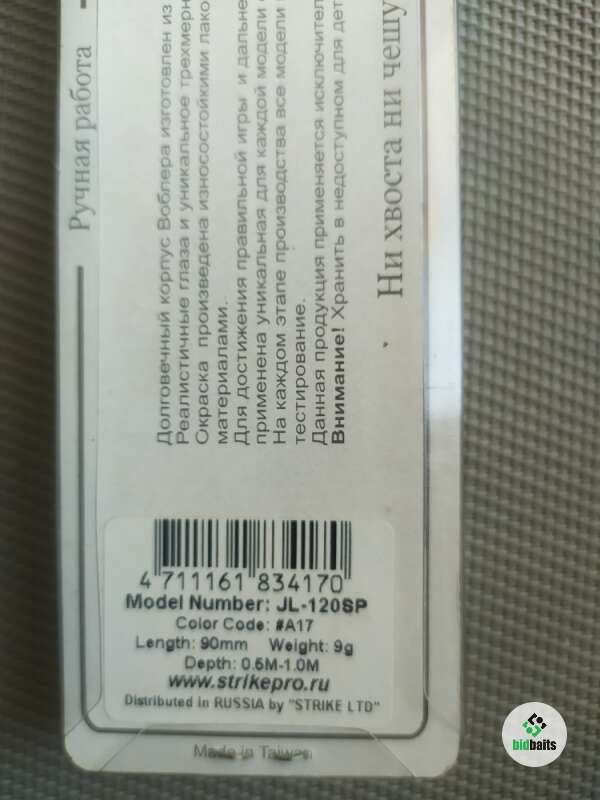 Ручная работа
Долговечный корпус Воблера изготовлен из
Реалистичные глаза и уникальное трехмерн
Окраска произведена износостойкими лако
материалами.
Для достижения правильной игры и дальне
применена уникальная для каждой модели
На каждом этапе производства все модели
тестирование.
Данная продукция применяется исключител
Внимание! Хранить в недоступном для дет
Ни хвоста ни чешу
4 711161 834170
Model Number: JL-120SP
Color Code: #A17
Length: 90mm Weight: 9g
Depth: 0.6M-1.0M
www.strikepro.ru
Distributed in RUSSIA by "STRIKE LTD"
Made in Taiwan
bidbaits